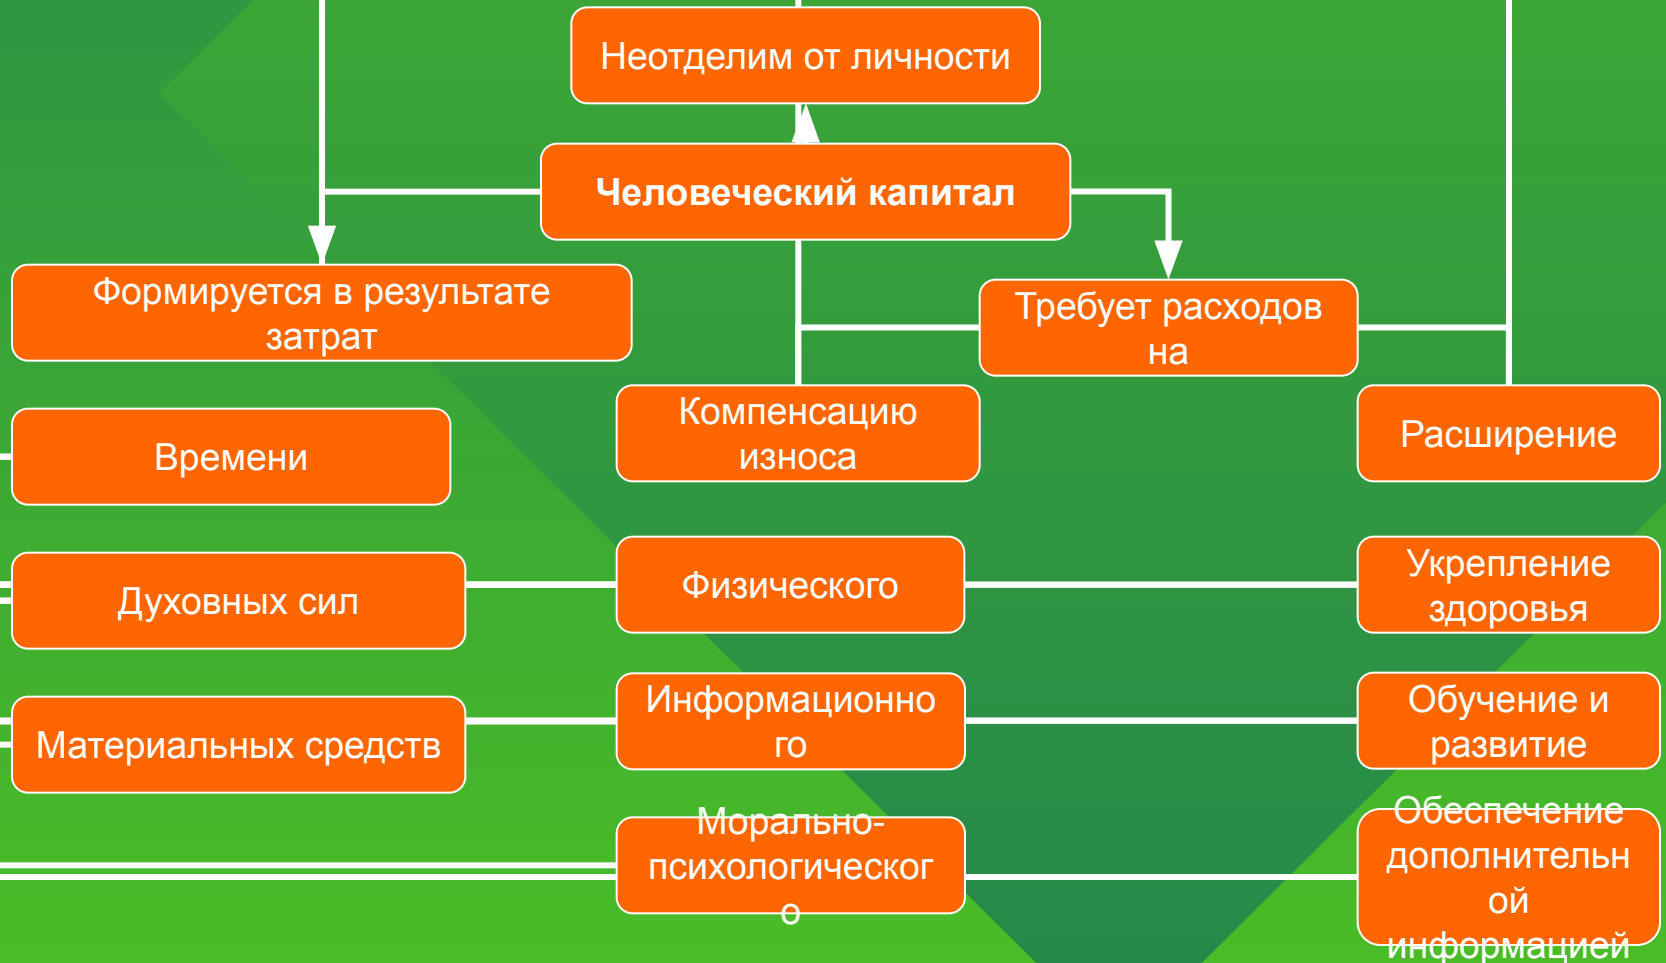 Неотделим от личности
Человеческий капитал
Формируется в результате
затрат
Требует расходов
на
Времени
Компенсацию
износа
Расширение
Духовных сил
Физического
Укрепление
здоровья
Материальных средств
Информационно
го
Обучение и
развитие
Морально-
психологическог
о
Обеспечение
дополнительн
ой
информацией